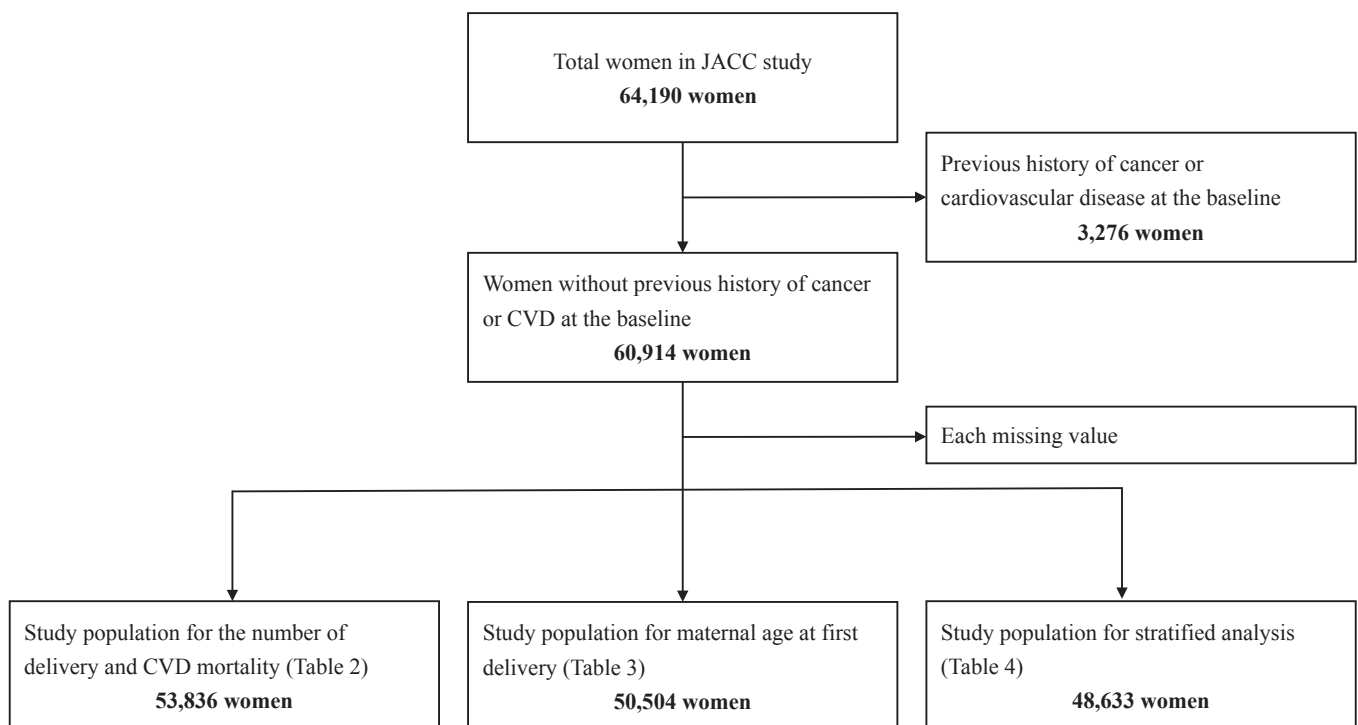 Total women in JACC study
64,190 women
Previous history of cancer or
cardiovascular disease at the baseline
3,276 women
Women without previous history of cancer
or CVD at the baseline
60,914 women
Each missing value
Study population for the number of
delivery and CVD mortality (Table 2)
53,836 women
Study population for maternal age at first
delivery (Table 3)
50,504 women
Study population for stratified analysis
(Table 4)
48,633 women